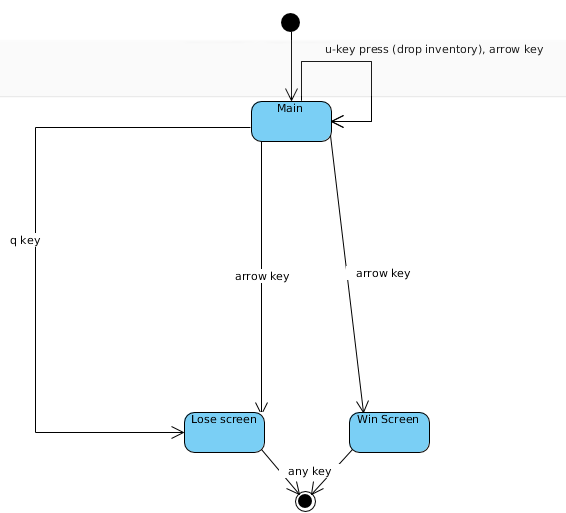 u-key press (drop inventory), arrow key
Main
q key
arrow key
arrow key
Lose screen
Win Screen
any key